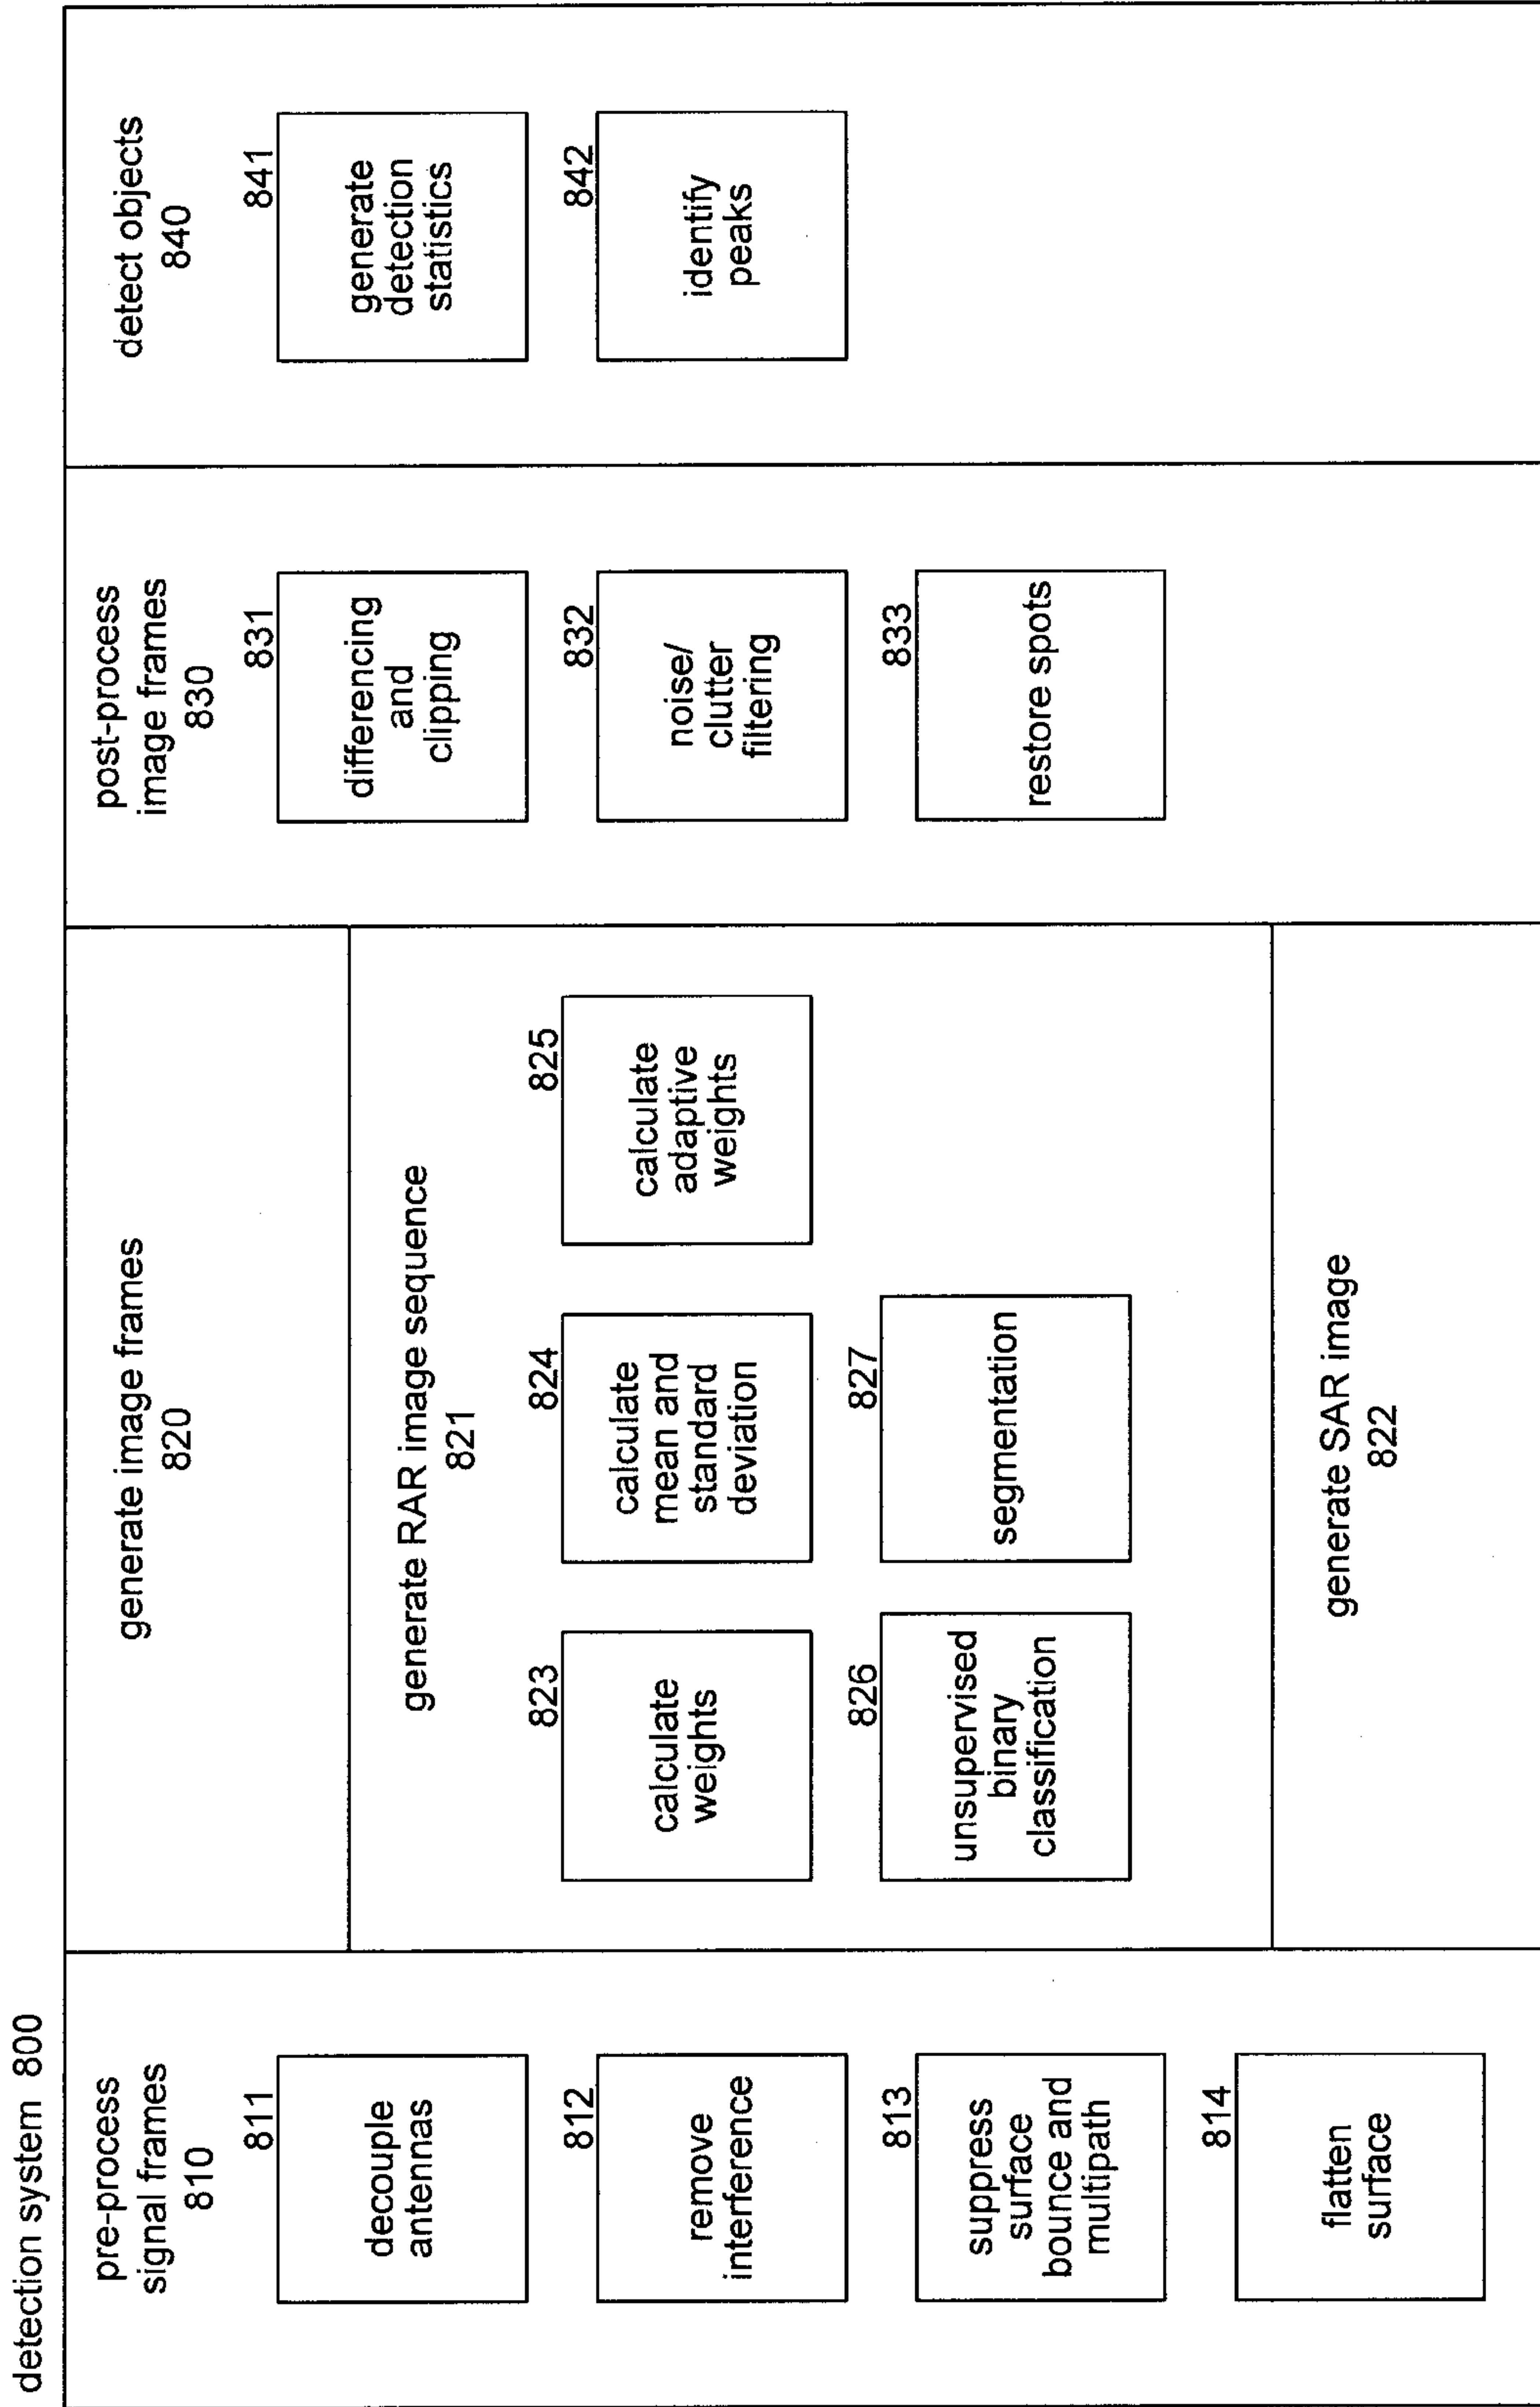 detection system 800
pre-process
signal frames
810
811
decouple
antennas
812
remove
interference
813
suppress
surface
bounce and
multipath
814
flatten
surface
generate image frames
820
generate RAR image sequence
821
823
calculate
weights
824
calculate
mean and
standard
deviation
825
calculate
adaptive
weights
826
unsupervised
binary
classification
827
segmentation
generate SAR image
822
post-process
image frames
830
831
differencing
and
clipping
832
noise/
clutter
filtering
833
restore spots
detect objects
840
841
generate
detection
statistics
842
identify
peaks